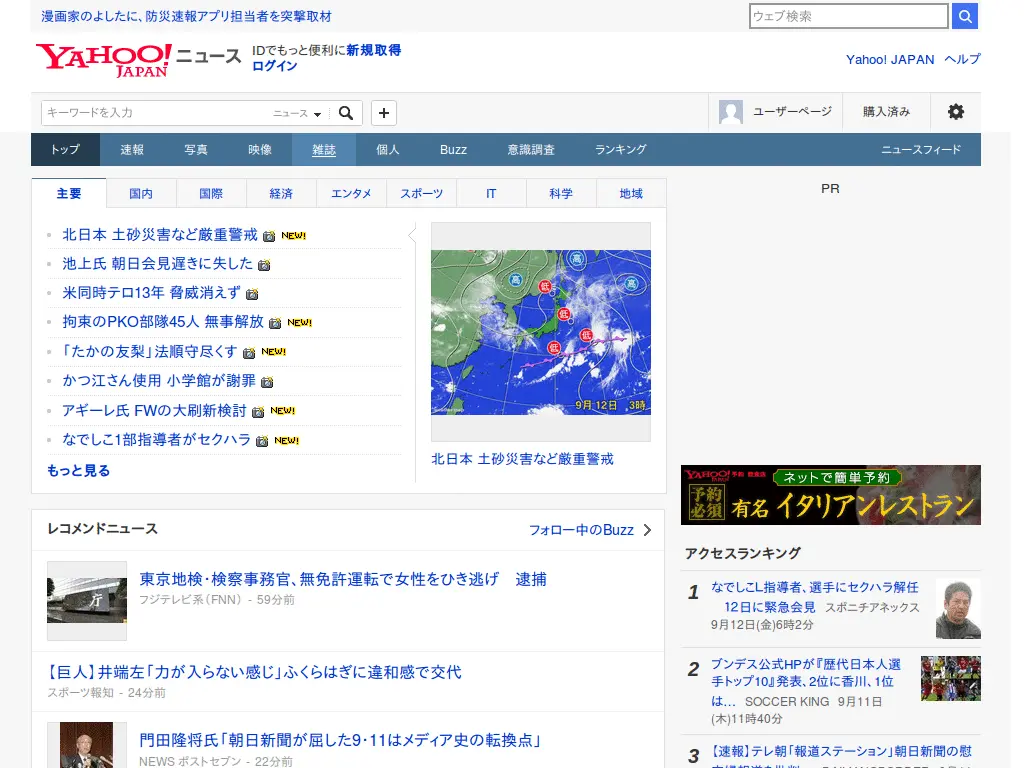 漫画家のよしたに、防災速報アプリ担当者を突撃取材
ウェブ検索
YAHOO! JAPAN ニュース
IDでもっと便利に新規取得
ログイン
Yahoo! JAPAN ヘルプ
キーワードを入力
ニュース
ユーザーページ
購入済み
トップ 速報 写真 映像 雑誌 個人 Buzz 意識調査 ランキング ニュースフィード
主要 国内 国際 経済 エンタメ スポーツ IT 科学 地域
北日本 土砂災害など厳重警戒 NEW!
池上氏 朝日会見遅きに失した
米同時テロ13年 脅威消えず
拘束のPKO部隊45人 無事解放 NEW!
「たかの友梨」法順守尽くす NEW!
かつ江さん使用 小学館が謝罪
アギーレ氏 FWの大刷新検討 NEW!
なでしこ1部指導者がセクハラ NEW!
もっと見る
高
高
高
低
低
低
低
9月12日 3時
北日本 土砂災害など厳重警戒
PR
YAHOO! JAPAN 予約 飲食店
ネットで簡単予約
予約必須
有名イタリアンレストラン
レコメンドニュース
フォロー中のBuzz
東京地検・検察事務官、無免許運転で女性をひき逃げ 逮捕
フジテレビ系(FNN) - 59分前
【巨人】井端左「力が入らない感じ」ふくらはぎに違和感で交代
スポーツ報知 - 24分前
門田隆将氏「朝日新聞が屈した9・11はメディア史の転換点」
NEWS ポストセブン - 22分前
アクセスランキング
1 なでしこL指導者、選手にセクハラ解任
12日に緊急会見 スポニチアネックス
9月12日(金)6時2分
2 ブンデス公式HPが『歴代日本人選
手トップ10』発表、2位に香川、1位
は... SOCCER KING 9月11日
(木)11時40分
3 【速報】テレ朝「報道ステーション」朝日新聞の慰